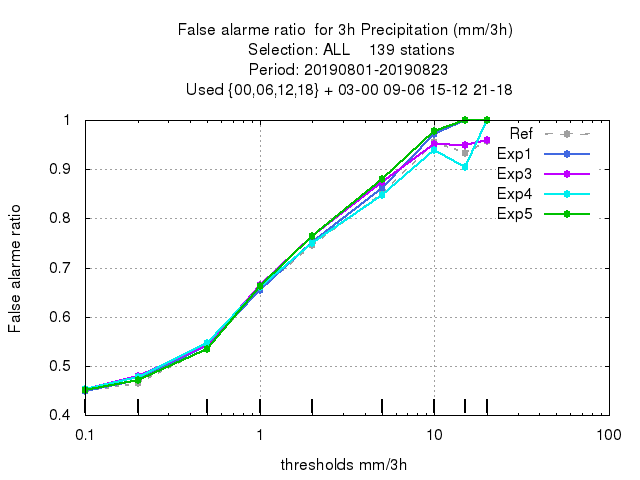 False alarme ratio  for 3h Precipitation (mm/3h)
Selection: ALL    139 stations
Period: 20190801-20190823
Used {00,06,12,18} + 03-00 09-06 15-12 21-18
1
0.9
0.8
0.7
0.6
0.5
0.4
False alarme ratio
Ref
Exp1
Exp3
Exp4
Exp5
0.1
1
10
100
thresholds mm/3h